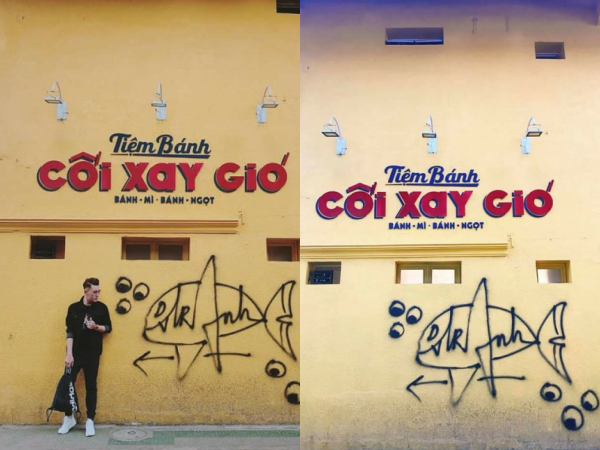 Tiệm Bánh
CỐI XAY GIÓ
BÁNH • MÌ • BÁNH • NGỌT
Tiệm Bánh
CỐI XAY GIÓ
BÁNH • MÌ • BÁNH • NGỌT